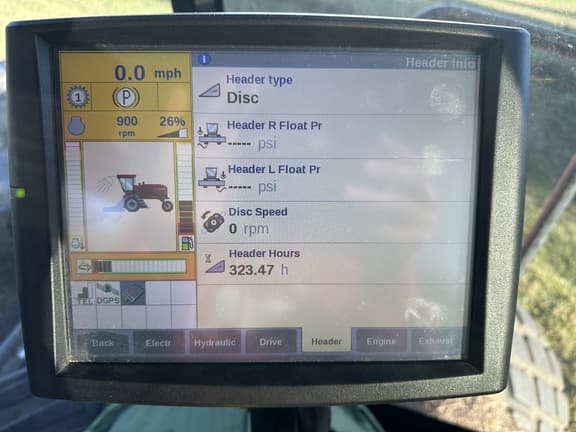 Header Info
0.0 mph
Header type
Disc
1
P
900 26%
rpm
Header R Float Pr
----- psi
Header L Float Pr
----- psi
Disc Speed
0 rpm
Header Hours
323.47 h
DGPS
Back Electr Hydraulic Drive Header Engine Exhaust